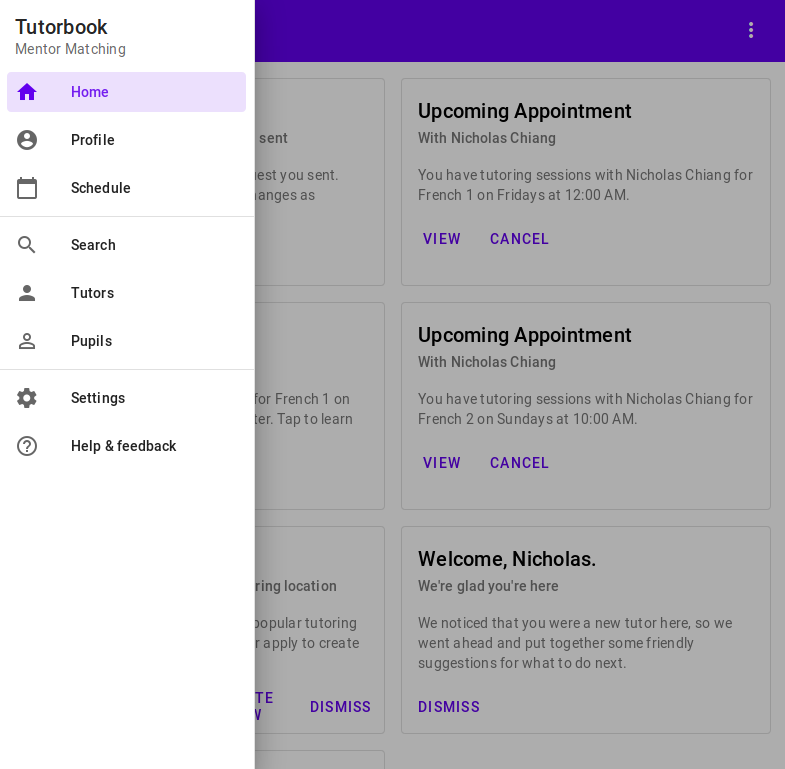 Tutorbook
Mentor Matching
Home
Profile
Schedule
Search
Tutors
Pupils
Settings
Help & feedback
sent
you sent.
as
for French 1 on
Tap to learn
location
popular tutoring
apply to create
DISMISS
Upcoming Appointment
With Nicholas Chiang
You have tutoring sessions with Nicholas Chiang for
French 1 on Fridays at 12:00 AM.
VIEW CANCEL
Upcoming Appointment
With Nicholas Chiang
You have tutoring sessions with Nicholas Chiang for
French 2 on Sundays at 10:00 AM.
VIEW CANCEL
Welcome, Nicholas.
We're glad you're here
We noticed that you were a new tutor here, so we
went ahead and put together some friendly
suggestions for what to do next.
DISMISS